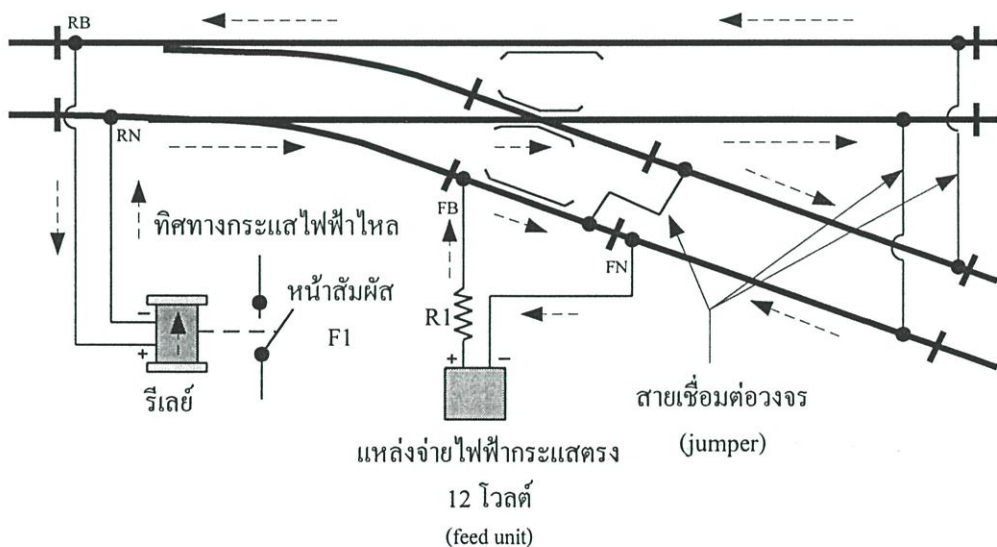 RB
RN
ทิศทางกระแสไฟฟ้าไหล
หน้าสัมผัส
F1
−
+
รีเลย์
FB
FN
R1
+ −
แหล่งจ่ายไฟฟ้ากระแสตรง
12 โวลต์
(feed unit)
สายเชื่อมต่อวงจร
(jumper)